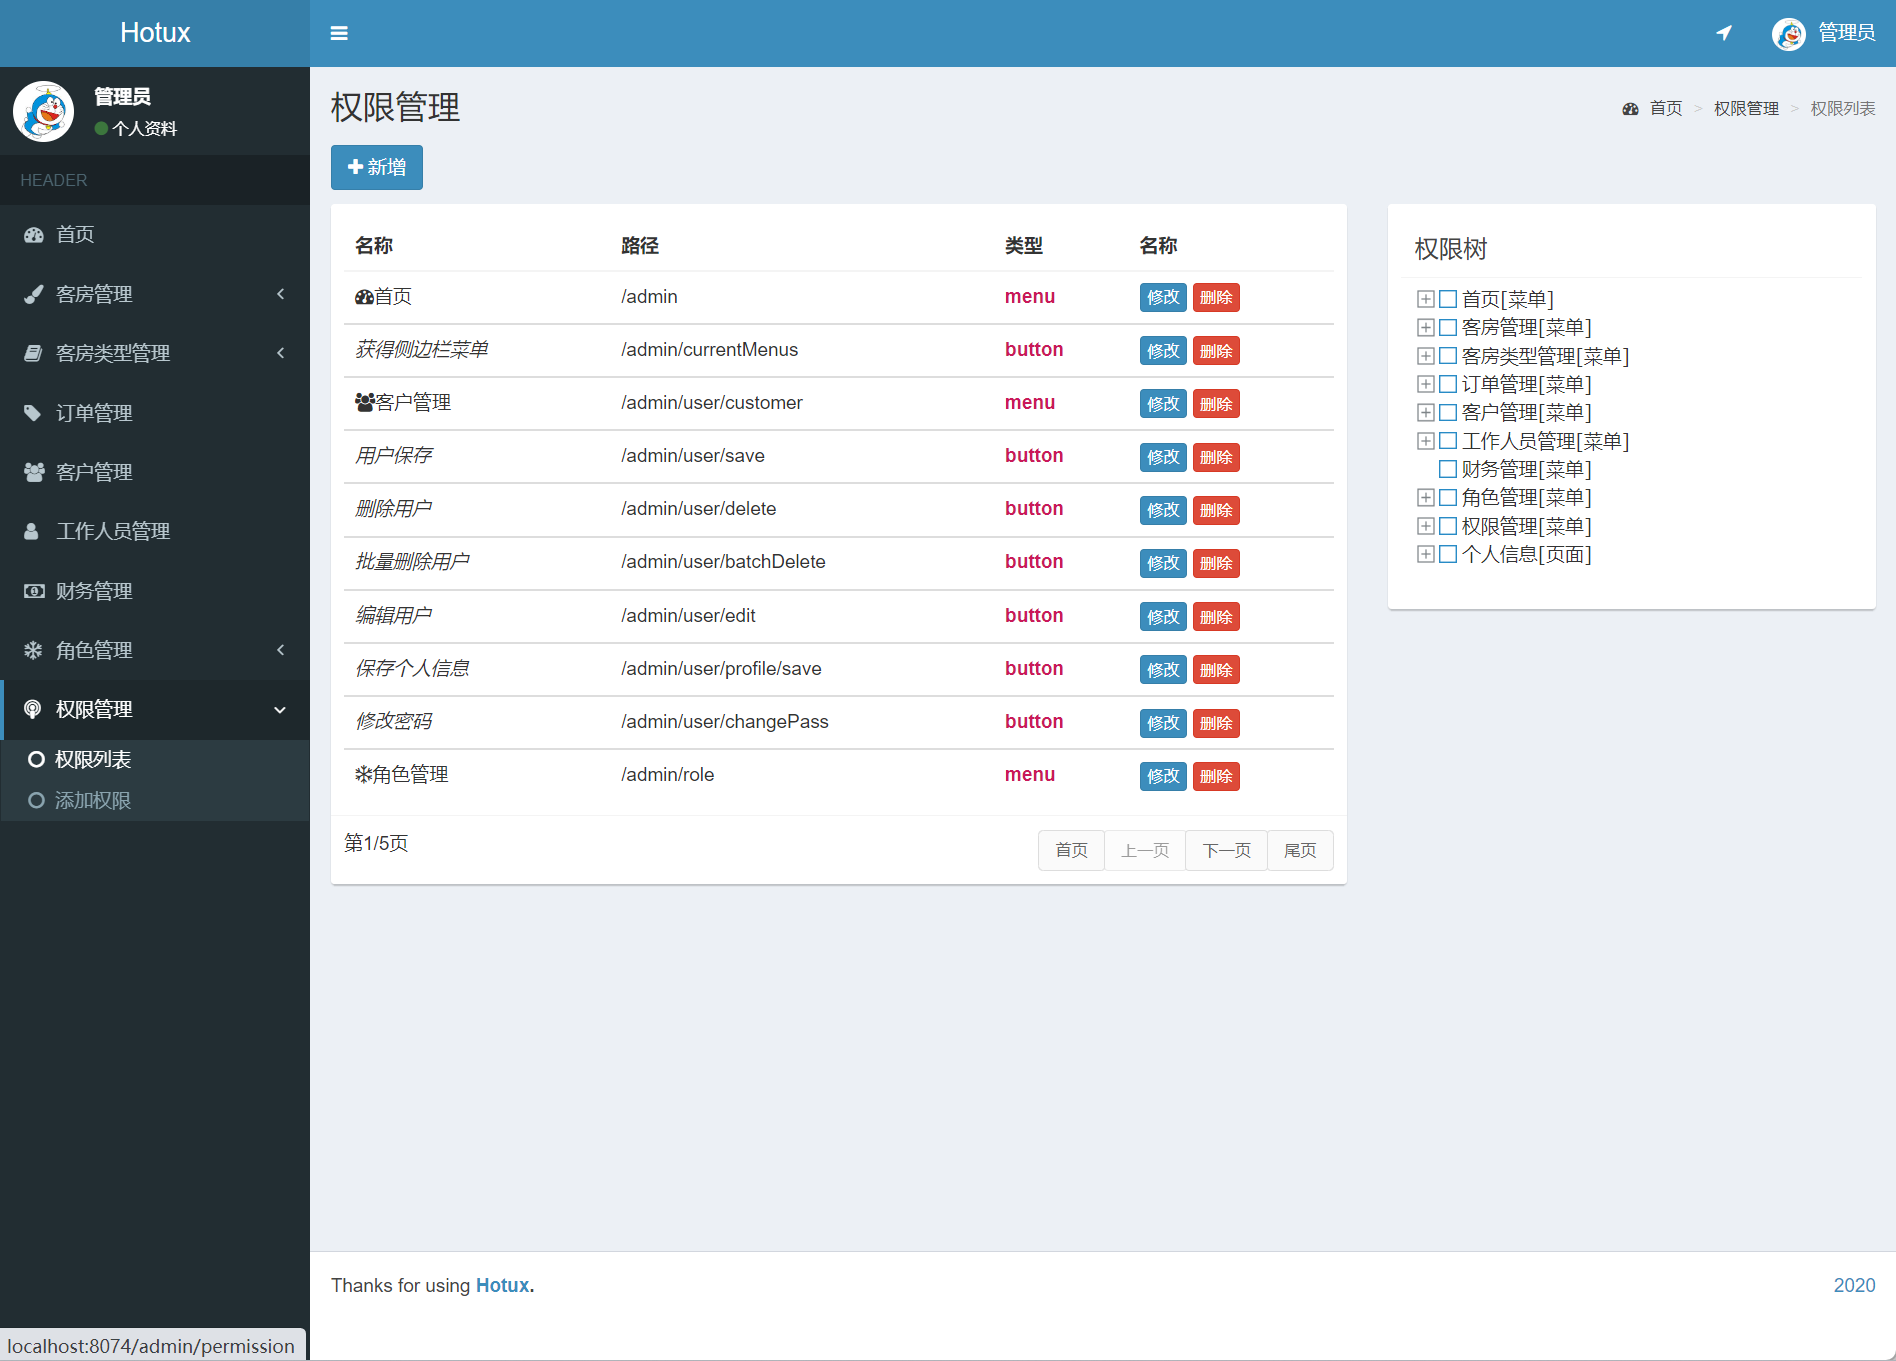 Hotux
管理员
管理员
个人资料
HEADER
首页
客房管理
客房类型管理
订单管理
客户管理
工作人员管理
财务管理
角色管理
权限管理
权限列表
添加权限
权限管理
首页 > 权限管理 > 权限列表
新增
名称 路径 类型 名称
首页 /admin menu 修改 删除
获得侧边栏菜单 /admin/currentMenus button 修改 删除
客户管理 /admin/user/customer menu 修改 删除
用户保存 /admin/user/save button 修改 删除
删除用户 /admin/user/delete button 修改 删除
批量删除用户 /admin/user/batchDelete button 修改 删除
编辑用户 /admin/user/edit button 修改 删除
保存个人信息 /admin/user/profile/save button 修改 删除
修改密码 /admin/user/changePass button 修改 删除
角色管理 /admin/role menu 修改 删除
第1/5页
首页 上一页 下一页 尾页
权限树
首页[菜单]
客房管理[菜单]
客房类型管理[菜单]
订单管理[菜单]
客户管理[菜单]
工作人员管理[菜单]
财务管理[菜单]
角色管理[菜单]
权限管理[菜单]
个人信息[页面]
Thanks for using Hotux.
2020
localhost:8074/admin/permission